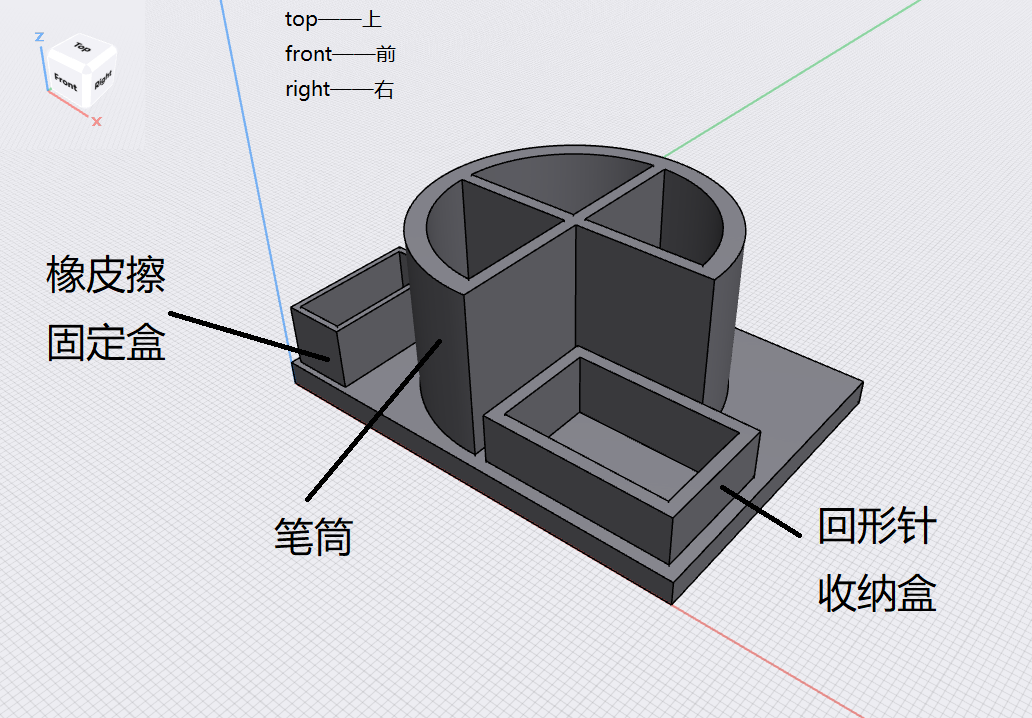 top——上
front——前
right——右
Z
Top
Front
Right
X
橡皮擦
固定盒
笔筒
回形针
收纳盒